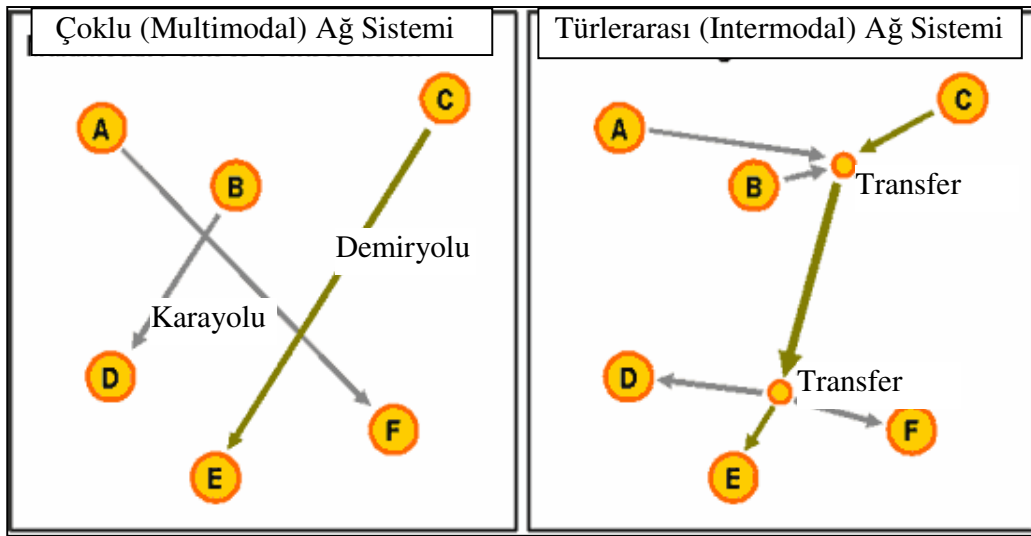 Çoklu (Multimodal) Ağ Sistemi
A
B
C
Demiryolu
Karayolu
D
E
F
Türlerarası (Intermodal) Ağ Sistemi
A
B
C
Transfer
Transfer
D
E
F